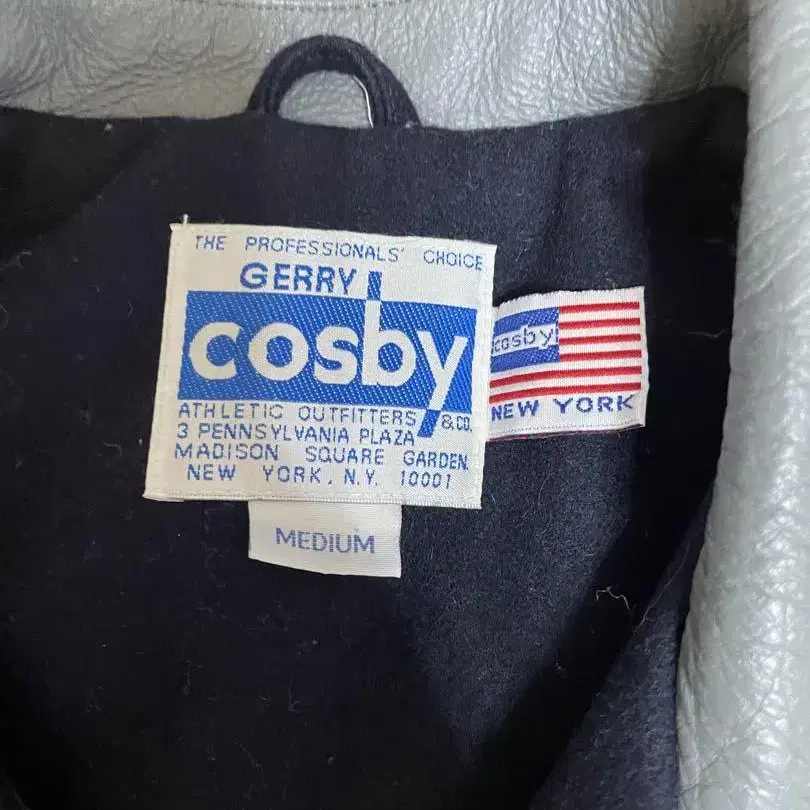 THE PROFESSIONALS' CHOICE
GERRY
cosby
ATHLETIC OUTFITTERS & CO.
3 PENNSYLVANIA PLAZA
MADISON SQUARE GARDEN
NEW YORK, N.Y. 10001
MEDIUM
cosby
NEW YORK